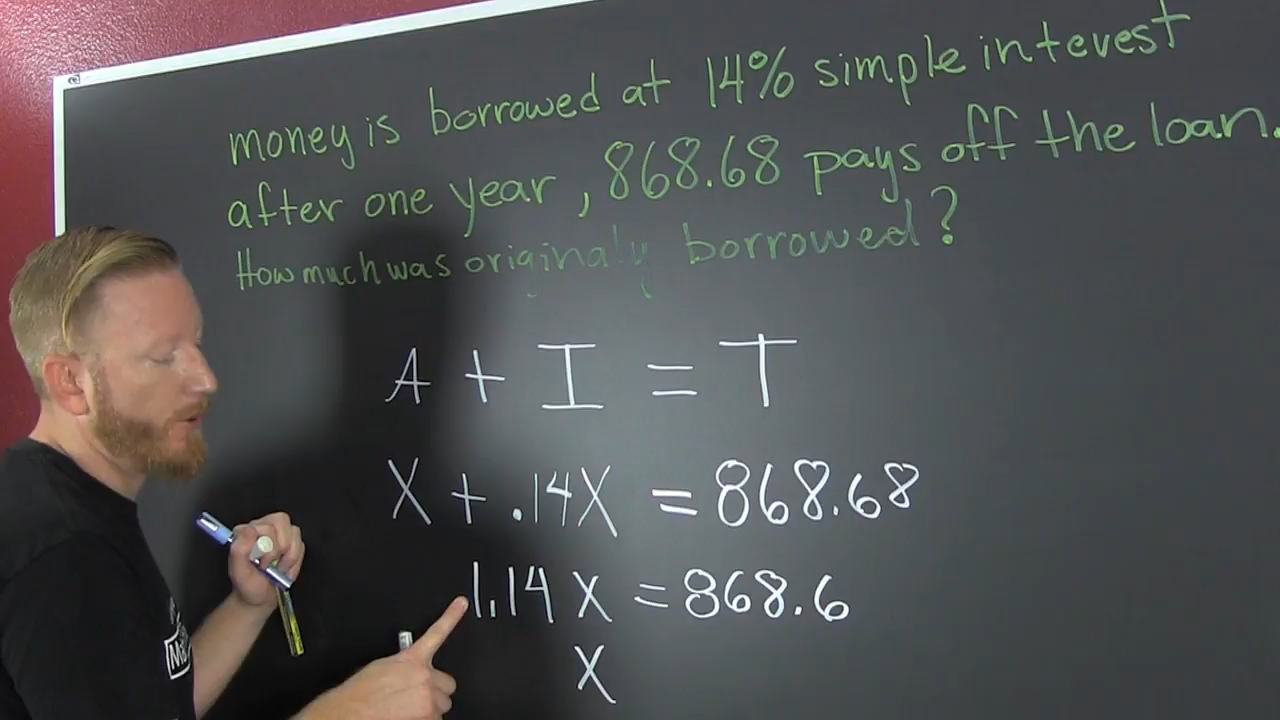 money is borrowed at 14% simple interest
after one year, 868.68 pays off the loan.
How much was originaly borrowed?
A + I = T
X + .14X = 868.68
1.14 X = 868.6
X